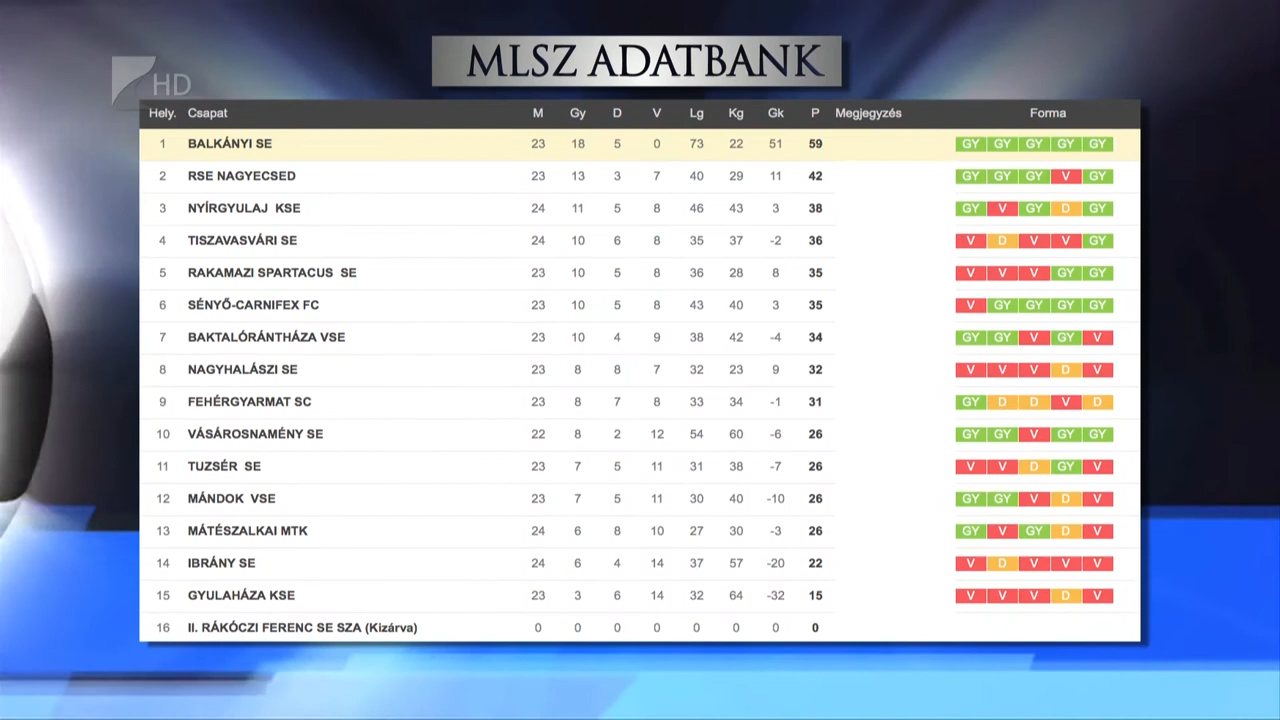 MLSZ ADATBANK
HD
Hely. Csapat M Gy D V Lg Kg Gk P Megjegyzés Forma
1 BALKÁNYI SE 23 18 5 0 73 22 51 59 GY GY GY GY GY
2 RSE NAGYECSED 23 13 3 7 40 29 11 42 GY GY GY V GY
3 NYÍRGYULAJ KSE 24 11 5 8 46 43 3 38 GY V GY D GY
4 TISZAVASVÁRI SE 24 10 6 8 35 37 -2 36 V D V V GY
5 RAKAMAZI SPARTACUS SE 23 10 5 8 36 28 8 35 V V V GY GY
6 SÉNYŐ-CARNIFEX FC 23 10 5 8 43 40 3 35 V GY GY GY GY
7 BAKTALÓRÁNTHÁZA VSE 23 10 4 9 38 42 -4 34 GY GY V GY V
8 NAGYHALÁSZI SE 23 8 8 7 32 23 9 32 V V V D V
9 FEHÉRGYARMAT SC 23 8 7 8 33 34 -1 31 GY D D V D
10 VÁSÁROSNAMÉNY SE 22 8 2 12 54 60 -6 26 GY GY V GY GY
11 TUZSÉR SE 23 7 5 11 31 38 -7 26 V V D GY V
12 MÁNDOK VSE 23 7 5 11 30 40 -10 26 GY GY V D V
13 MÁTÉSZALKAI MTK 24 6 8 10 27 30 -3 26 GY V GY D V
14 IBRÁNY SE 24 6 4 14 37 57 -20 22 V D V V V
15 GYULAHÁZA KSE 23 3 6 14 32 64 -32 15 V V V D V
16 II. RÁKÓCZI FERENC SE SZA (Kizárva) 0 0 0 0 0 0 0 0